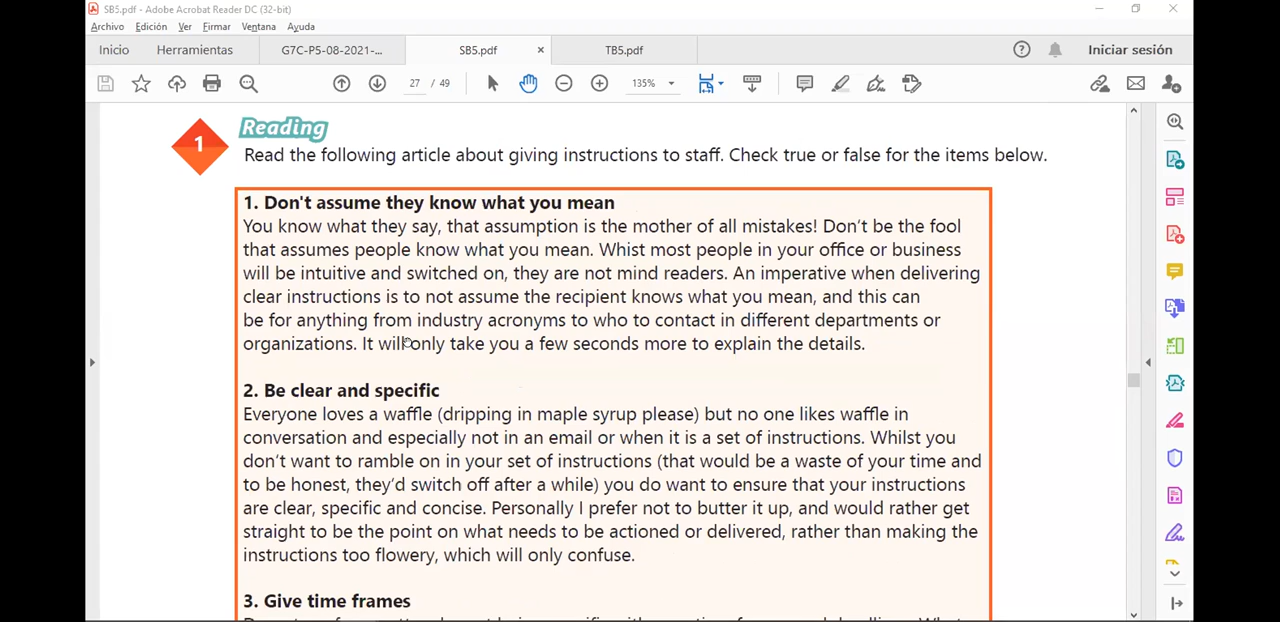 SB5.pdf - Adobe Acrobat Reader DC (32-bit)
Archivo Edición Ver Firmar Ventana Ayuda
Inicio Herramientas G7C-P5-08-2021-... SB5.pdf × TB5.pdf Iniciar sesión
27 / 49 135%
1
Reading
Read the following article about giving instructions to staff. Check true or false for the items below.
1. Don't assume they know what you mean
You know what they say, that assumption is the mother of all mistakes! Don't be the fool
that assumes people know what you mean. Whist most people in your office or business
will be intuitive and switched on, they are not mind readers. An imperative when delivering
clear instructions is to not assume the recipient knows what you mean, and this can
be for anything from industry acronyms to who to contact in different departments or
organizations. It will only take you a few seconds more to explain the details.
2. Be clear and specific
Everyone loves a waffle (dripping in maple syrup please) but no one likes waffle in
conversation and especially not in an email or when it is a set of instructions. Whilst you
don't want to ramble on in your set of instructions (that would be a waste of your time and
to be honest, they'd switch off after a while) you do want to ensure that your instructions
are clear, specific and concise. Personally I prefer not to butter it up, and would rather get
straight to be the point on what needs to be actioned or delivered, rather than making the
instructions too flowery, which will only confuse.
3. Give time frames